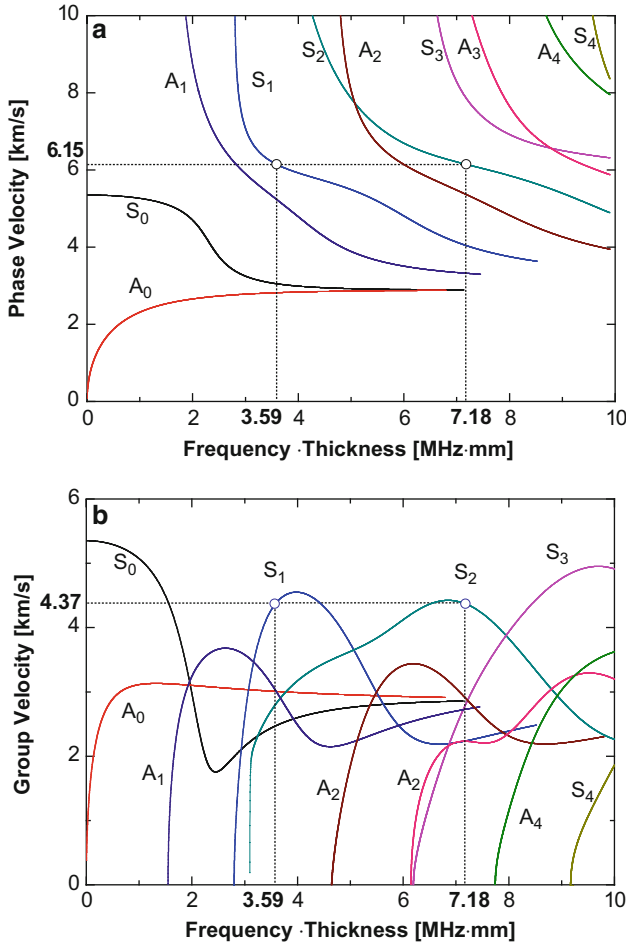 a
10
8
6.15
6
4
2
0
Phase Velocity [km/s]
A1
S1
S2
A2
S3
A3
A4
S4
S0
A0
0
2
3.59
4
6
7.18
8
10
Frequency ·Thickness [MHz·mm]
b
6
4.37
4
2
0
Group Velocity [km/s]
S0
S1
S2
S3
A0
A1
A2
A2
A4
S4
0
2
3.59
4
6
7.18
8
10
Frequency ·Thickness [MHz·mm]